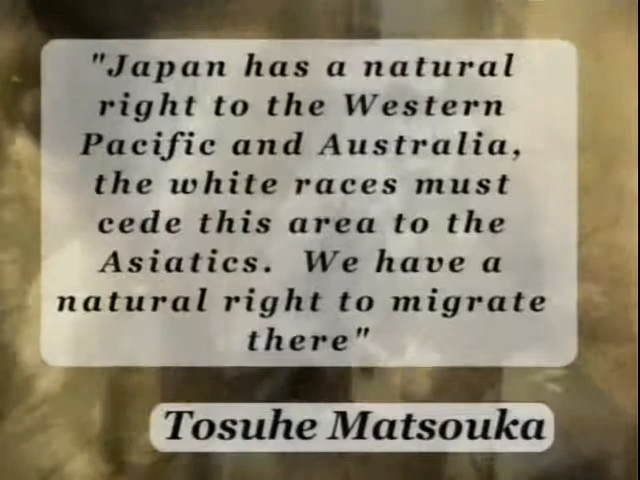 "Japan has a natural
right to the Western
Pacific and Australia,
the white races must
cede this area to the
Asiatics.  We have a
natural right to migrate
there"
Tosuhe Matsouka